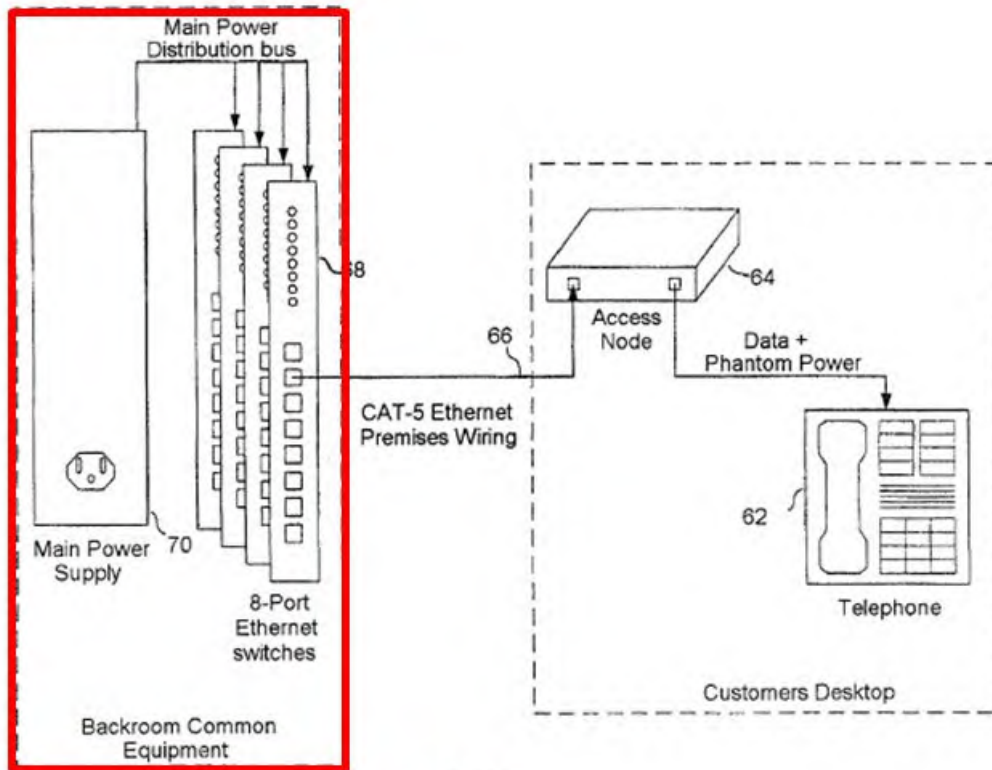 Main Power
Distribution bus
68
64
Access
Node
66
Data +
Phantom Power
CAT-5 Ethernet
Premises Wiring
62
70
Main Power
Supply
Telephone
8-Port
Ethernet
switches
Customers Desktop
Backroom Common
Equipment